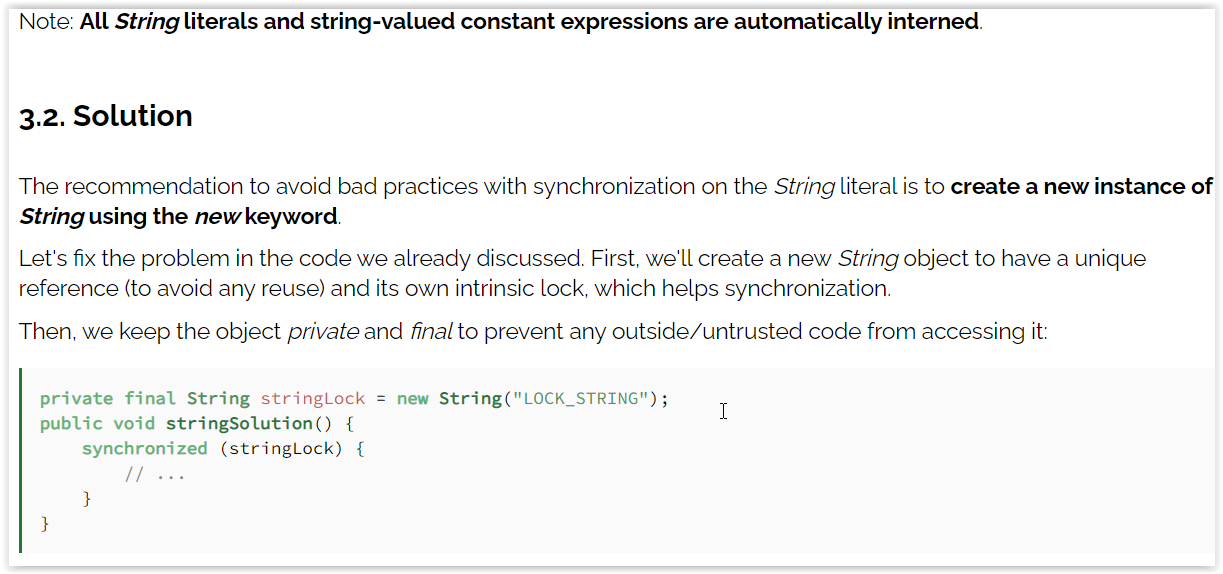 Note: All String literals and string-valued constant expressions are automatically interned.
3.2. Solution
The recommendation to avoid bad practices with synchronization on the String literal is to create a new instance of
String using the new keyword.
Let's fix the problem in the code we already discussed. First, we'll create a new String object to have a unique
reference (to avoid any reuse) and its own intrinsic lock, which helps synchronization.
Then, we keep the object private and final to prevent any outside/untrusted code from accessing it:
private final String stringLock = new String("LOCK_STRING");
public void stringSolution() {
    synchronized (stringLock) {
        // ...
    }
}